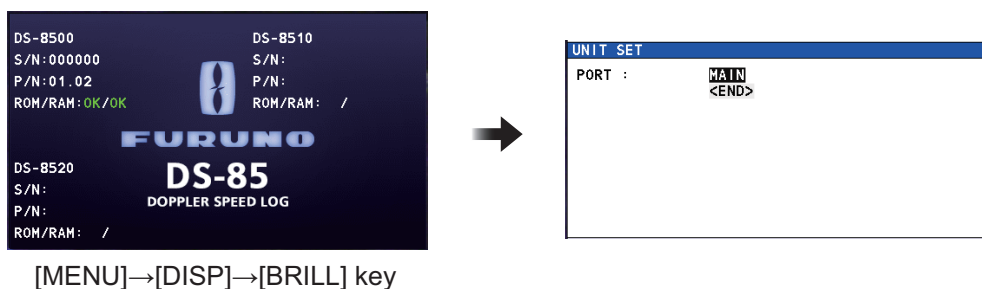 DS-8500
S/N:000000
P/N:01.02
ROM/RAM:OK/OK
DS-8510
S/N:
P/N:
ROM/RAM: /
FURUNO
DS-85
DOPPLER SPEED LOG
DS-8520
S/N:
P/N:
ROM/RAM: /
[MENU]→[DISP]→[BRILL] key
UNIT SET
PORT : MAIN
<END>